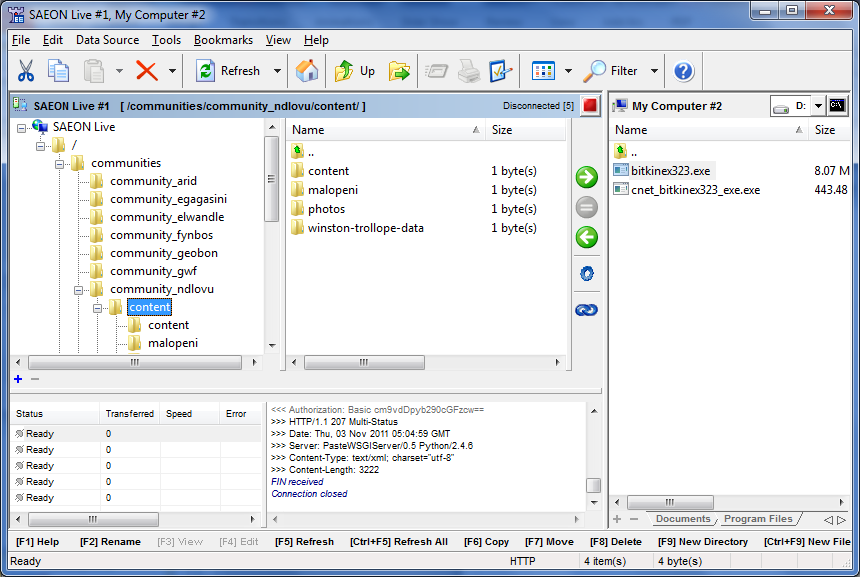 SAEON Live #1, My Computer #2
File Edit Data Source Tools Bookmarks View Help
Refresh Up Filter
SAEON Live #1 [ /communities/community_ndlovu/content/ ] Disconnected [5]
My Computer #2 D:
SAEON Live
/
communities
community_arid
community_egagasini
community_elwandle
community_fynbos
community_geobon
community_gwf
community_ndlovu
content
content
malopeni
Name Size
..
content 1 byte(s)
malopeni 1 byte(s)
photos 1 byte(s)
winston-trollope-data 1 byte(s)
Name Size
..
bitkinex323.exe 8.07 M
cnet_bitkinex323_exe.exe 443.48
Status Transferred Speed Error
Ready 0
Ready 0
Ready 0
Ready 0
Ready 0
<<< Authorization: Basic cm9vdDpyb290cGFzcw==
>>> HTTP/1.1 207 Multi-Status
>>> Date: Thu, 03 Nov 2011 05:04:59 GMT
>>> Server: PasteWSGIServer/0.5 Python/2.4.6
>>> Content-Type: text/xml; charset="utf-8"
>>> Content-Length: 3222
FIN received
Connection closed
Documents Program Files
[F1] Help [F2] Rename [F3] View [F4] Edit [F5] Refresh [Ctrl+F5] Refresh All [F6] Copy [F7] Move [F8] Delete [F9] New Directory [Ctrl+F9] New File
Ready HTTP 4 item(s) 4 byte(s)